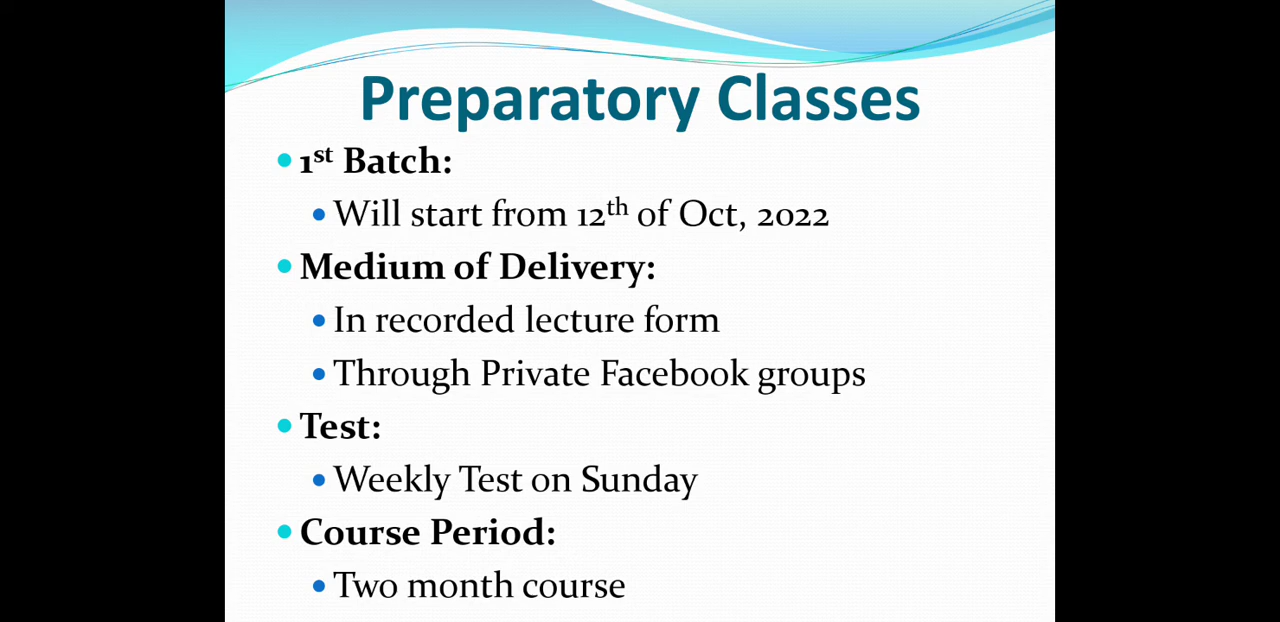 Preparatory Classes
1st Batch:
Will start from 12th of Oct, 2022
Medium of Delivery:
In recorded lecture form
Through Private Facebook groups
Test:
Weekly Test on Sunday
Course Period:
Two month course